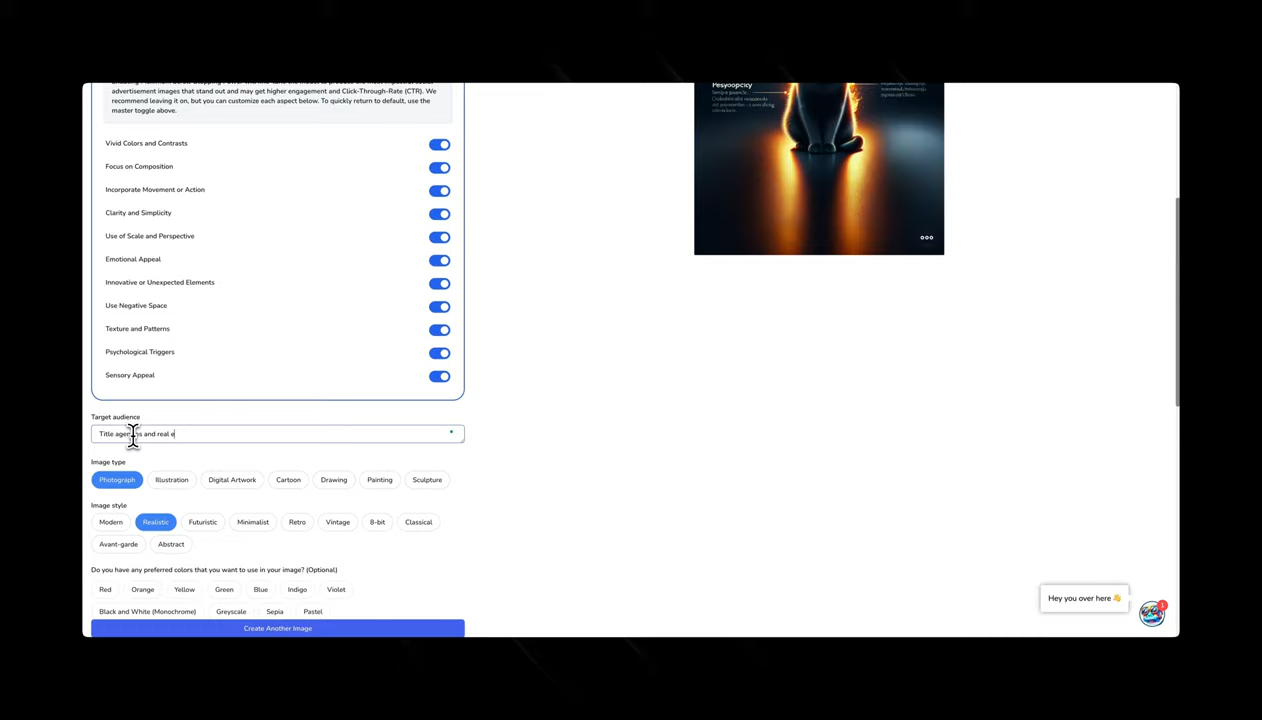 advertisement images that stand out and may get higher engagement and Click-Through-Rate (CTR). We
recommend leaving it on, but you can customize each aspect below. To quickly return to default, use the
master toggle above.
Vivid Colors and Contrasts
Focus on Composition
Incorporate Movement or Action
Clarity and Simplicity
Use of Scale and Perspective
Emotional Appeal
Innovative or Unexpected Elements
Use Negative Space
Texture and Patterns
Psychological Triggers
Sensory Appeal
Target audience
Title and real e
Image type
Photograph Illustration Digital Artwork Cartoon Drawing Painting Sculpture
Image style
Modern Realistic Futuristic Minimalist Retro Vintage 8-bit Classical
Avant-garde Abstract
Do you have any preferred colors that you want to use in your image? (Optional)
Red Orange Yellow Green Blue Indigo Violet
Black and White (Monochrome) Greyscale Sepia Pastel
Create Another Image
Pesyoopcity
Hey you over here 👋
1